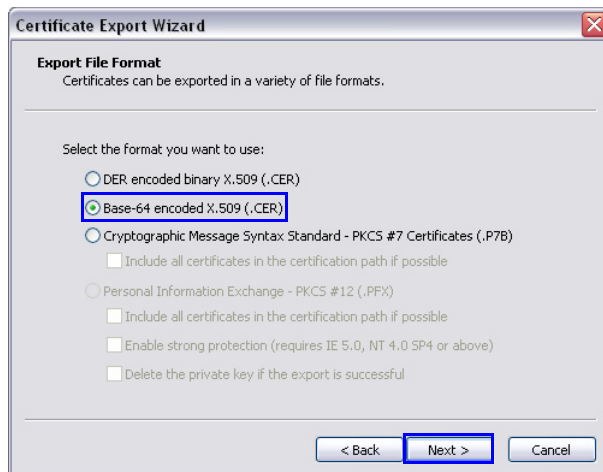 Certificate Export Wizard
Export File Format
Certificates can be exported in a variety of file formats.
Select the format you want to use:
DER encoded binary X.509 (.CER)
Base-64 encoded X.509 (.CER)
Cryptographic Message Syntax Standard - PKCS #7 Certificates (.P7B)
Include all certificates in the certification path if possible
Personal Information Exchange - PKCS #12 (.PFX)
Include all certificates in the certification path if possible
Enable strong protection (requires IE 5.0, NT 4.0 SP4 or above)
Delete the private key if the export is successful
< Back Next > Cancel